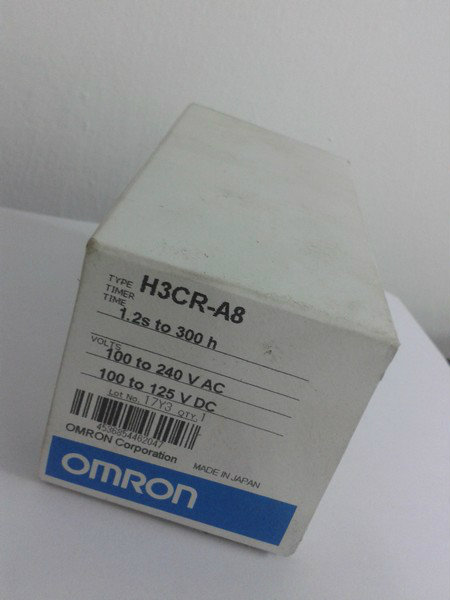 TYPE H3CR-A8
TIMER
TIME
1.2s to 300 h
VOLTS
100 to 240 V AC
100 to 125 V DC
Lot No. 17Y3 QTY.1
4536854462047
OMRON Corporation
MADE IN JAPAN
OMRON